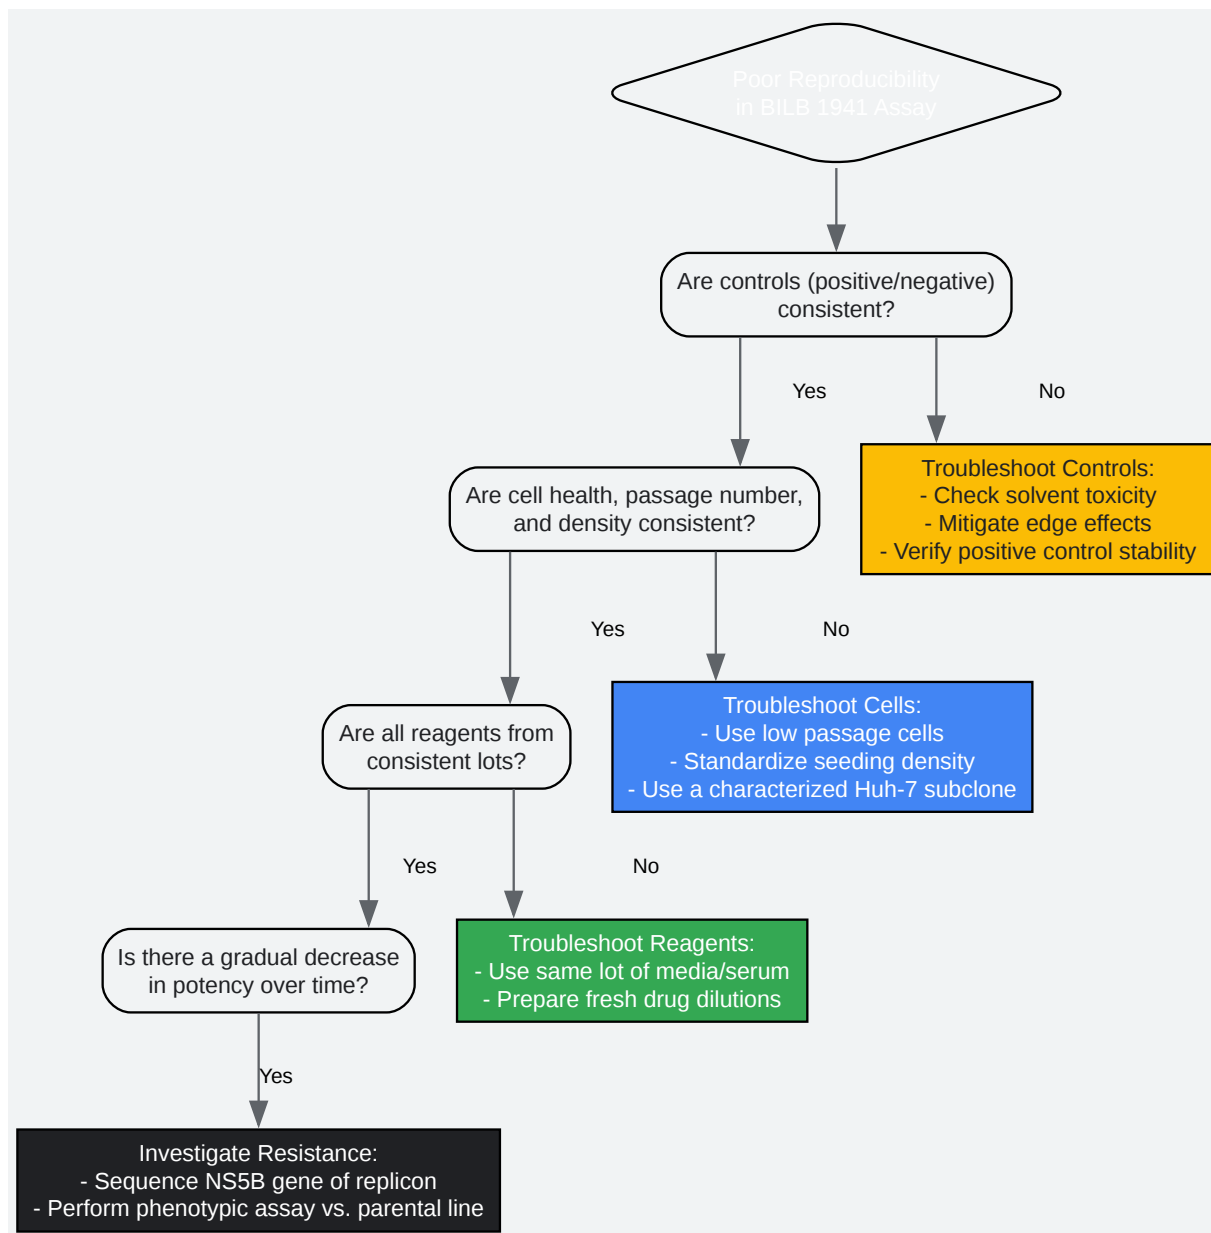 Poor Reproducibility
in BILB 1941 Assay
Are controls (positive/negative)
consistent?
Yes
No
Troubleshoot Controls:
- Check solvent toxicity
- Mitigate edge effects
- Verify positive control stability
Are cell health, passage number,
and density consistent?
Yes
No
Troubleshoot Cells:
- Use low passage cells
- Standardize seeding density
- Use a characterized Huh-7 subclone
Are all reagents from
consistent lots?
Yes
No
Troubleshoot Reagents:
- Use same lot of media/serum
- Prepare fresh drug dilutions
Is there a gradual decrease
in potency over time?
Yes
Investigate Resistance:
- Sequence NS5B gene of replicon
- Perform phenotypic assay vs. parental line